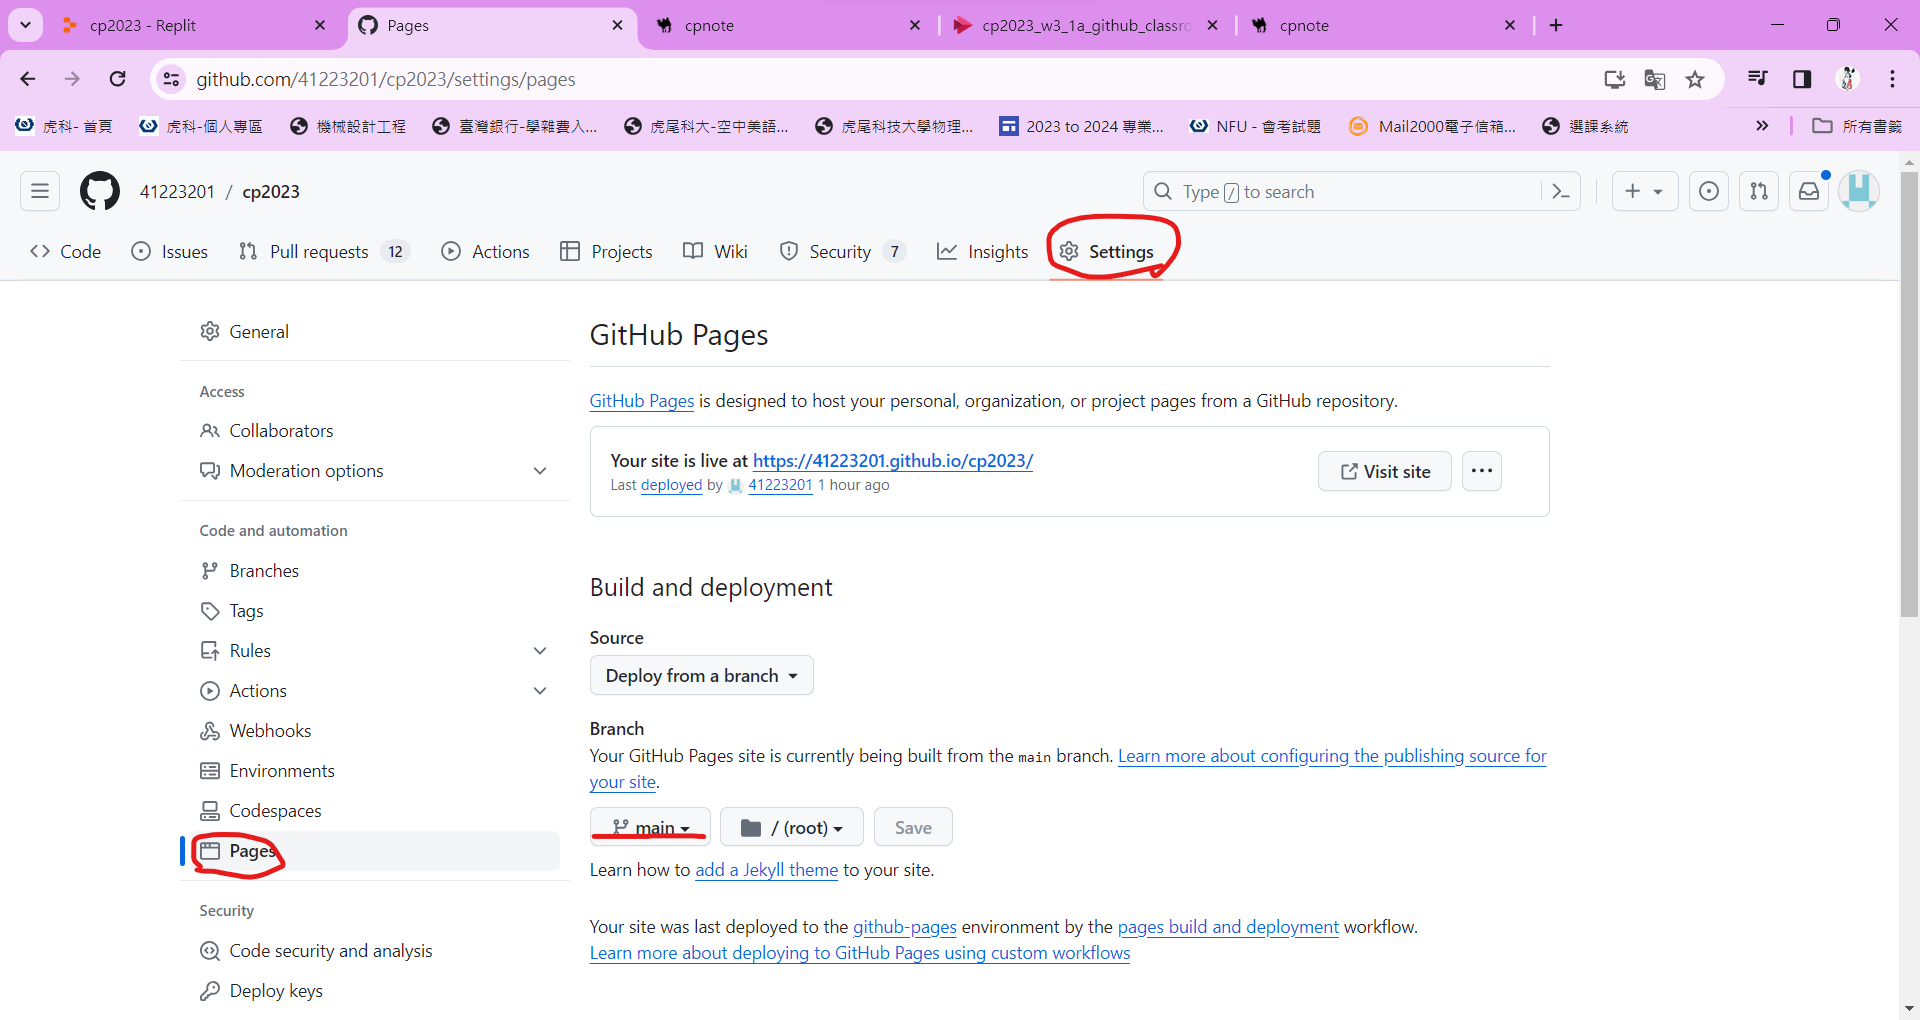 cp2023 - Replit
Pages
cpnote
cp2023_w3_1a_github_classro
cpnote
github.com/41223201/cp2023/settings/pages
虎科- 首頁
虎科-個人專區
機械設計工程
臺灣銀行-學雜費入...
虎尾科大-空中美語...
虎尾科技大學物理...
2023 to 2024 專業...
NFU - 會考試題
Mail2000電子信箱...
選課系統
所有書籤
41223201 / cp2023
Type / to search
Code
Issues
Pull requests 12
Actions
Projects
Wiki
Security 7
Insights
Settings
General
Access
Collaborators
Moderation options
Code and automation
Branches
Tags
Rules
Actions
Webhooks
Environments
Codespaces
Pages
Security
Code security and analysis
Deploy keys
GitHub Pages
GitHub Pages is designed to host your personal, organization, or project pages from a GitHub repository.
Your site is live at https://41223201.github.io/cp2023/
Last deployed by 41223201 1 hour ago
Visit site
Build and deployment
Source
Deploy from a branch
Branch
Your GitHub Pages site is currently being built from the main branch. Learn more about configuring the publishing source for
your site.
main
/ (root)
Save
Learn how to add a Jekyll theme to your site.
Your site was last deployed to the github-pages environment by the pages build and deployment workflow.
Learn more about deploying to GitHub Pages using custom workflows